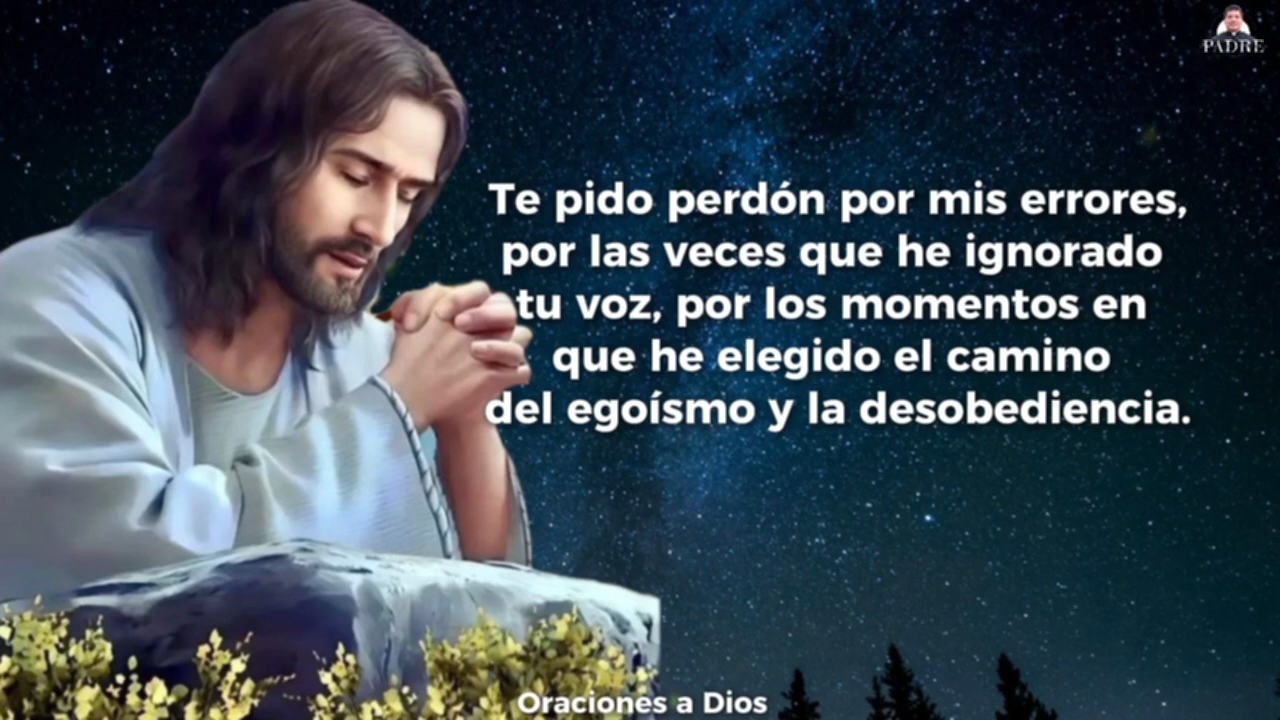 PADRE
Te pido perdón por mis errores,
por las veces que he ignorado
tu voz, por los momentos en
que he elegido el camino
del egoísmo y la desobediencia.
Oraciones a Dios